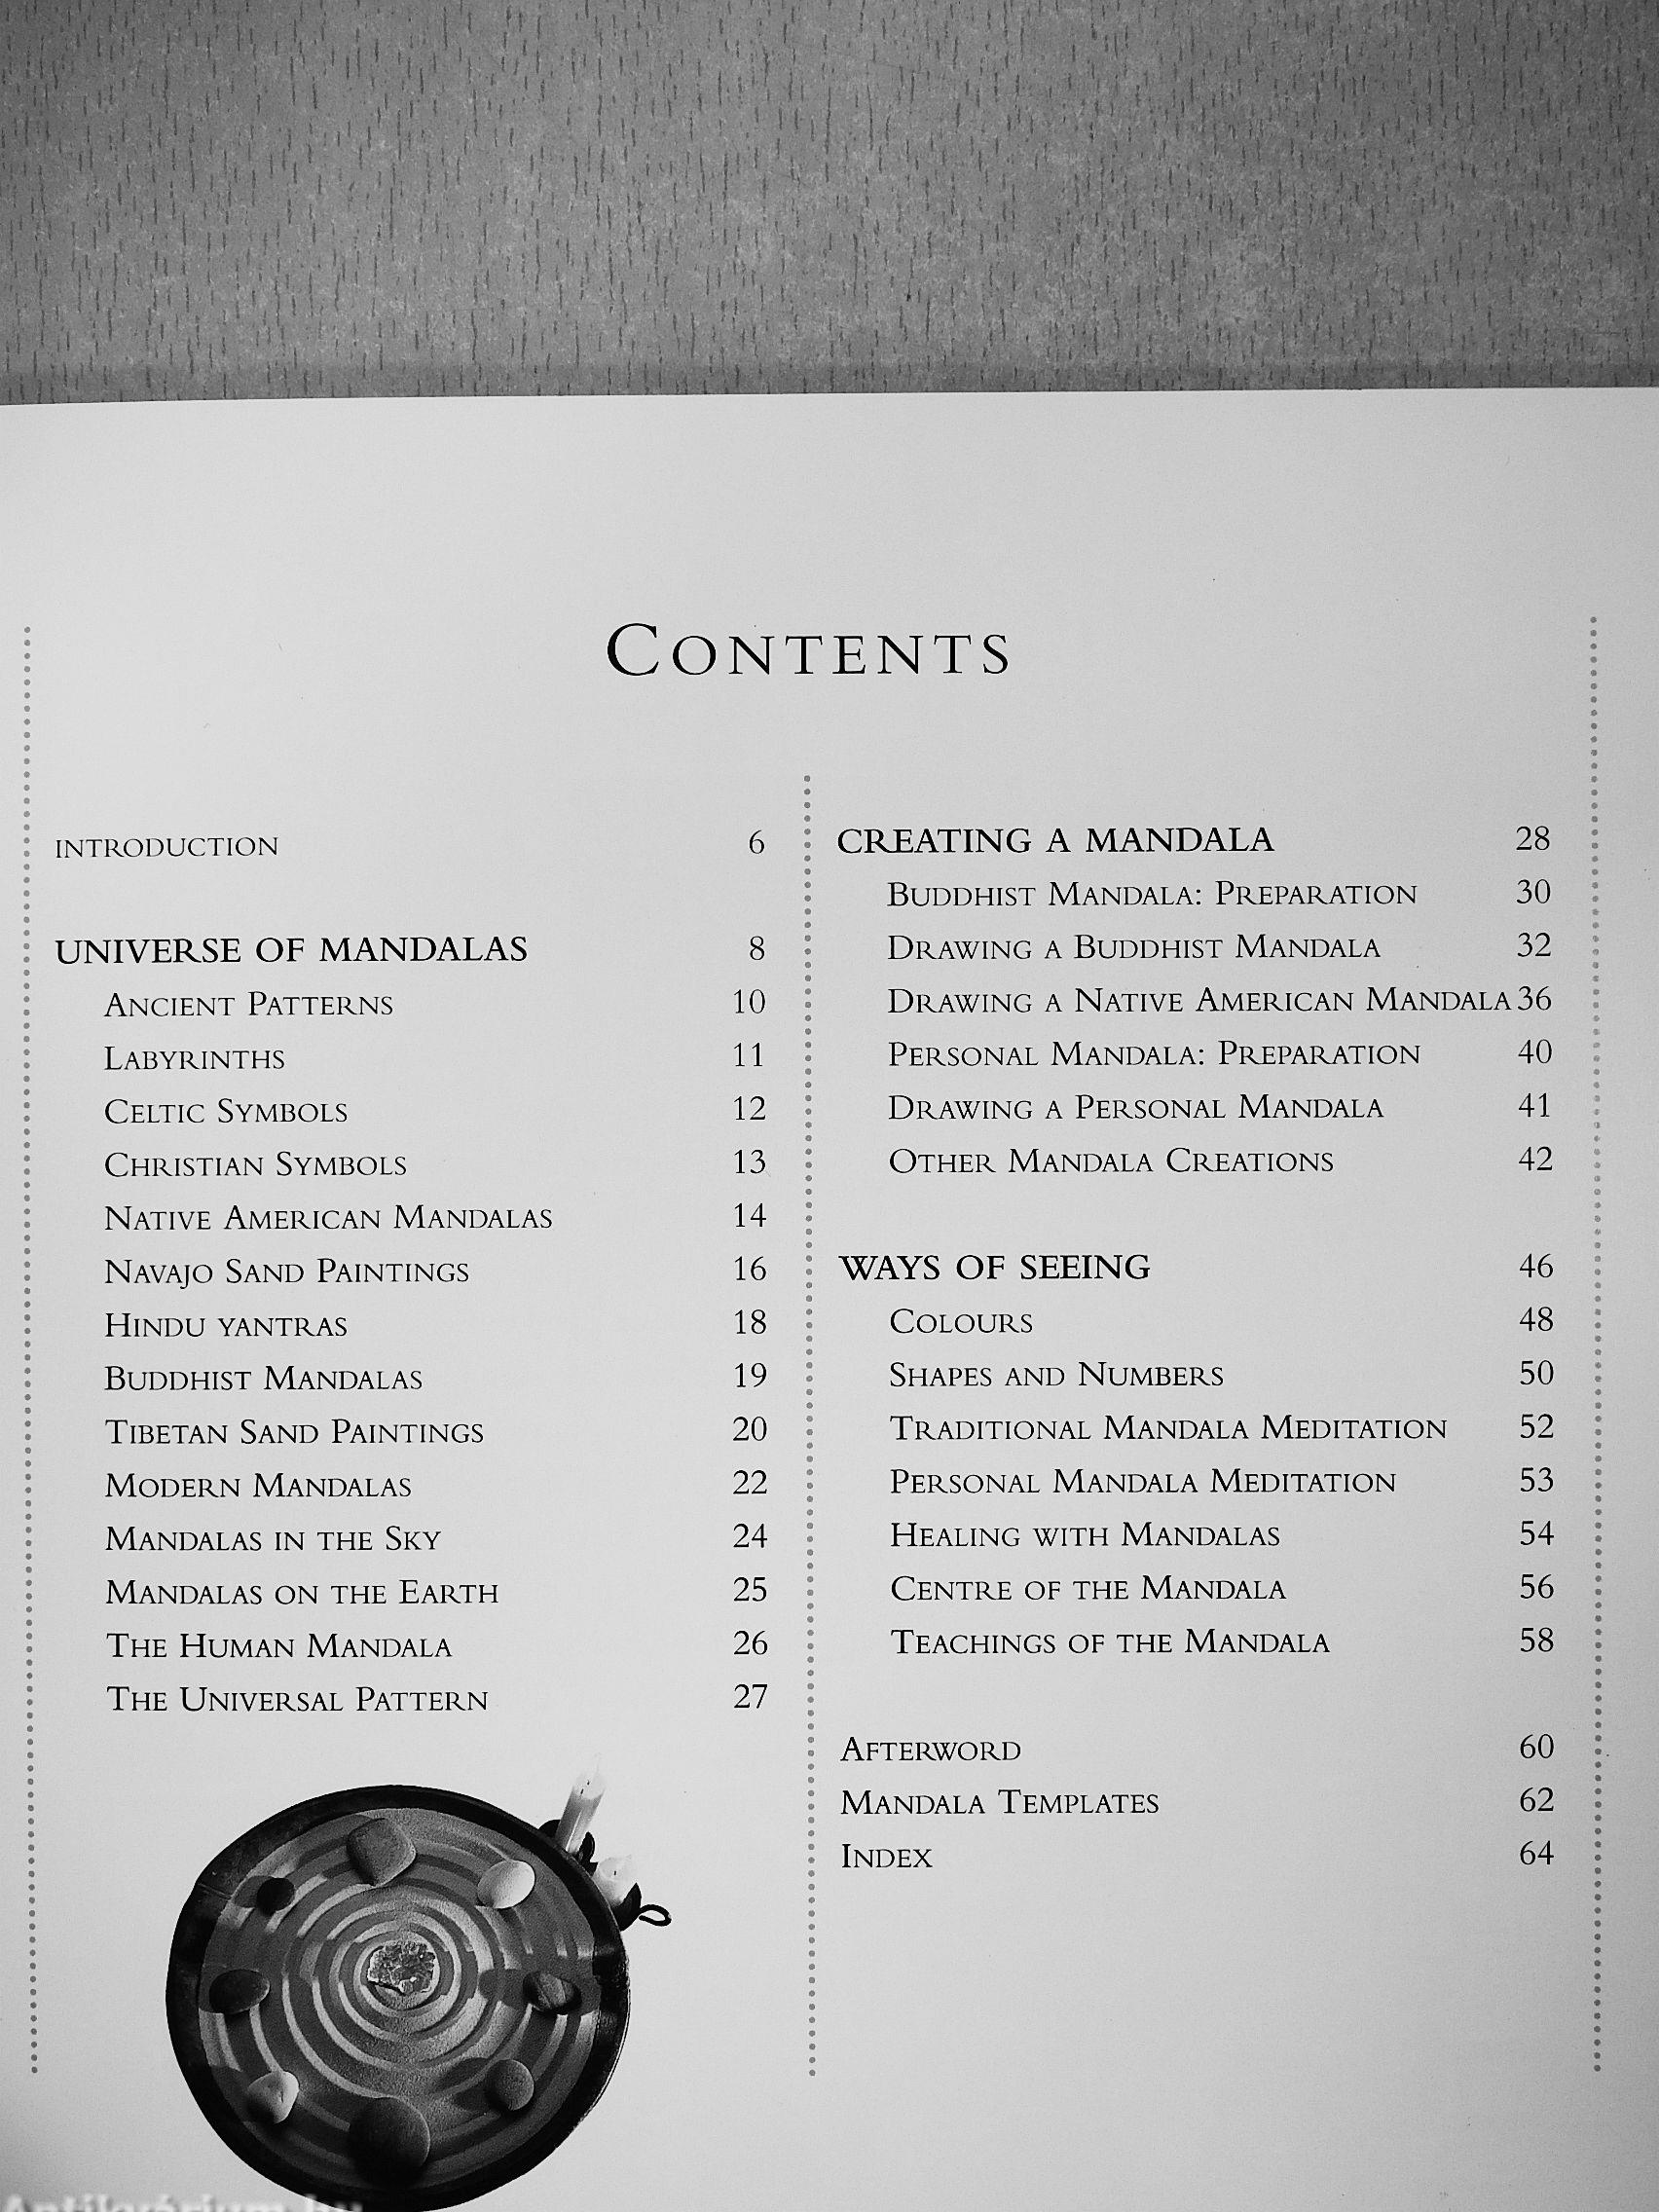 CONTENTS
INTRODUCTION 6
UNIVERSE OF MANDALAS 8
ANCIENT PATTERNS 10
LABYRINTHS 11
CELTIC SYMBOLS 12
CHRISTIAN SYMBOLS 13
NATIVE AMERICAN MANDALAS 14
NAVAJO SAND PAINTINGS 16
HINDU YANTRAS 18
BUDDHIST MANDALAS 19
TIBETAN SAND PAINTINGS 20
MODERN MANDALAS 22
MANDALAS IN THE SKY 24
MANDALAS ON THE EARTH 25
THE HUMAN MANDALA 26
THE UNIVERSAL PATTERN 27
CREATING A MANDALA 28
BUDDHIST MANDALA: PREPARATION 30
DRAWING A BUDDHIST MANDALA 32
DRAWING A NATIVE AMERICAN MANDALA 36
PERSONAL MANDALA: PREPARATION 40
DRAWING A PERSONAL MANDALA 41
OTHER MANDALA CREATIONS 42
WAYS OF SEEING 46
COLOURS 48
SHAPES AND NUMBERS 50
TRADITIONAL MANDALA MEDITATION 52
PERSONAL MANDALA MEDITATION 53
HEALING WITH MANDALAS 54
CENTRE OF THE MANDALA 56
TEACHINGS OF THE MANDALA 58
AFTERWORD 60
MANDALA TEMPLATES 62
INDEX 64
Antikvárium.hu